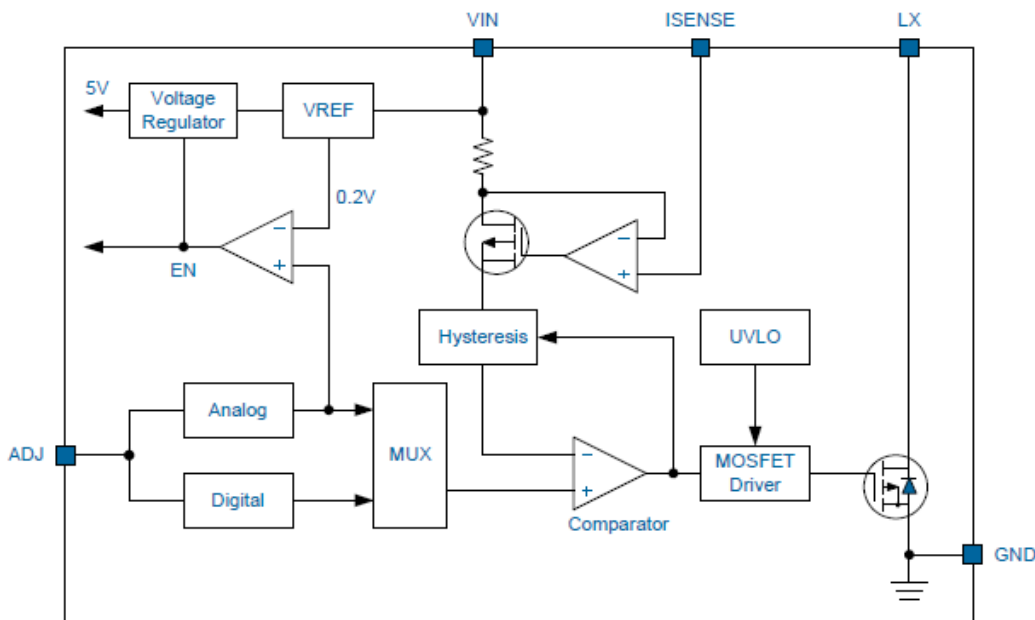 VIN
ISENSE
LX
5V
Voltage
Regulator
VREF
0.2V
−
+
EN
−
+
Hysteresis
UVLO
Analog
ADJ
MUX
Digital
−
+
Comparator
MOSFET
Driver
GND